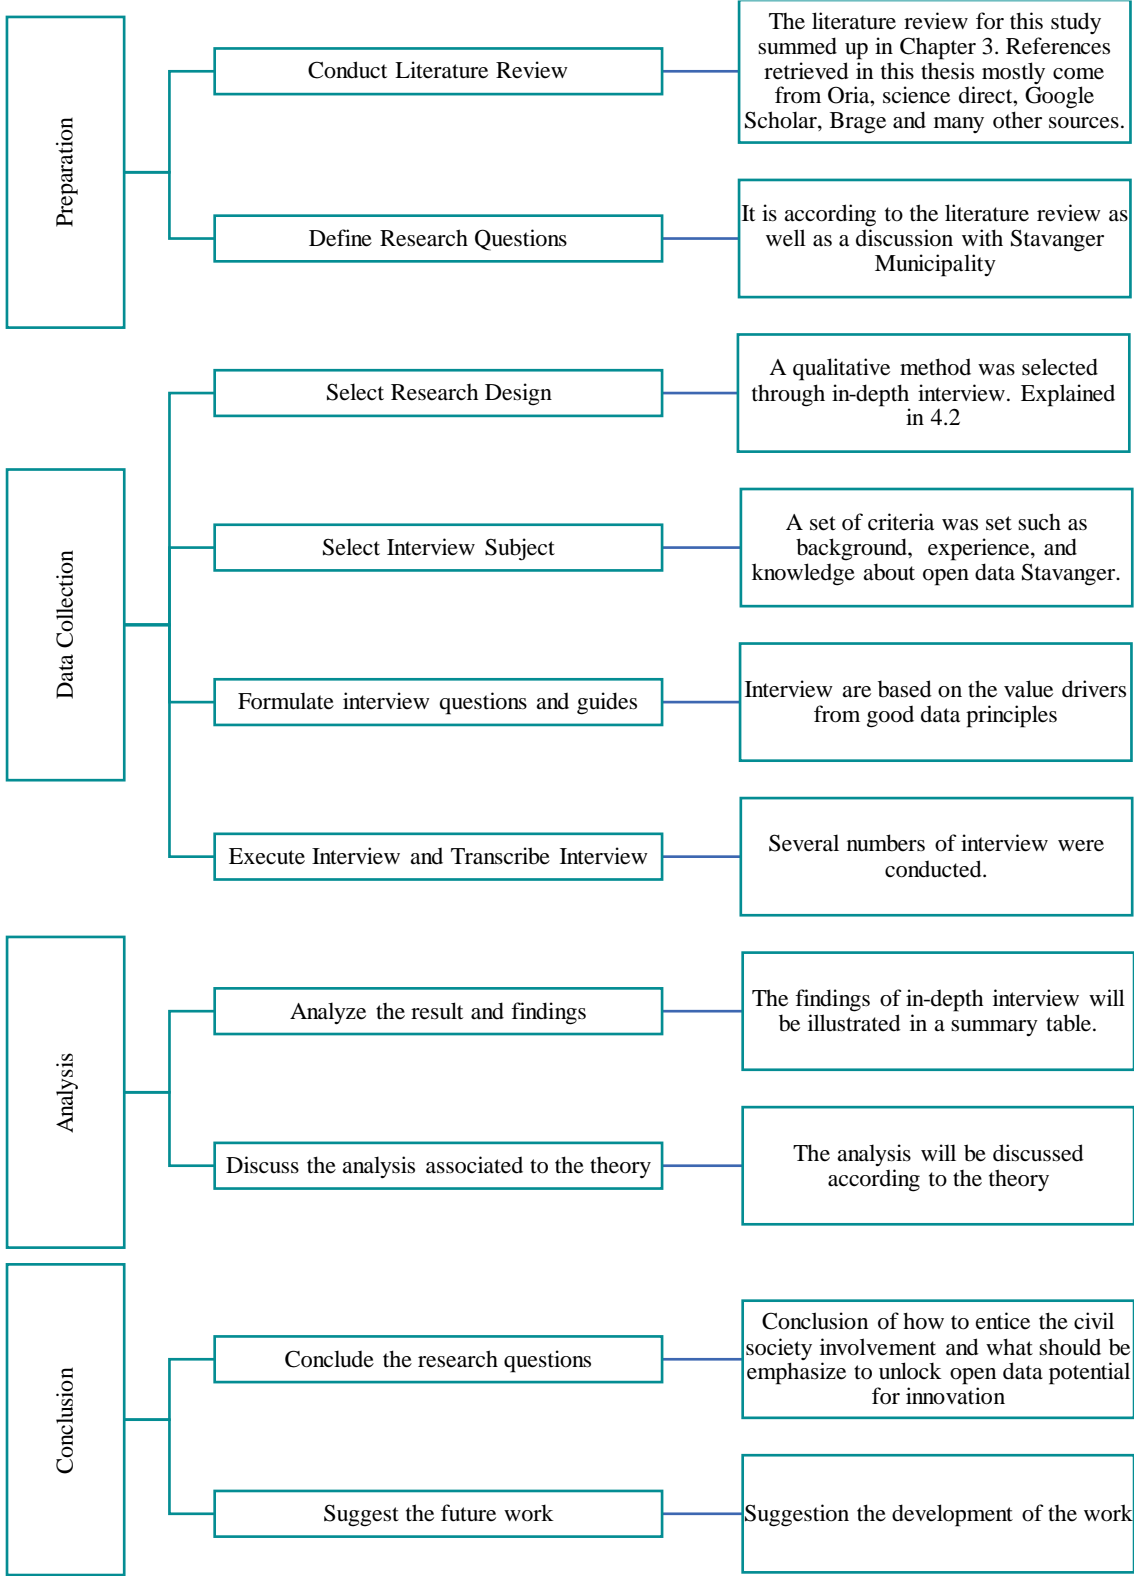 Preparation
Conduct Literature Review
The literature review for this study
summed up in Chapter 3. References
retrieved in this thesis mostly come
from Oria, science direct, Google
Scholar, Brage and many other sources.
Define Research Questions
It is according to the literature review as
well as a discussion with Stavanger
Municipality
Data Collection
Select Research Design
A qualitative method was selected
through in-depth interview. Explained
in 4.2
Select Interview Subject
A set of criteria was set such as
background, experience, and
knowledge about open data Stavanger.
Formulate interview questions and guides
Interview are based on the value drivers
from good data principles
Execute Interview and Transcribe Interview
Several numbers of interview were
conducted.
Analysis
Analyze the result and findings
The findings of in-depth interview will
be illustrated in a summary table.
Discuss the analysis associated to the theory
The analysis will be discussed
according to the theory
Conclusion
Conclude the research questions
Conclusion of how to entice the civil
society involvement and what should be
emphasize to unlock open data potential
for innovation
Suggest the future work
Suggestion the development of the work